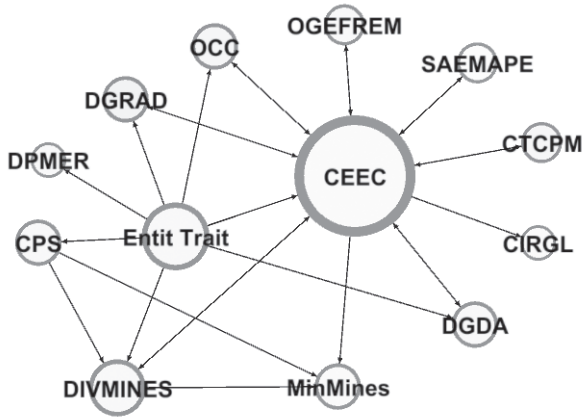 OGEFREM
OCC
SAEMAPE
DGRAD
CTCPM
DPMER
CEEC
Entit Trait
CPS
CIRGL
DGDA
DIVMINES
MinMines